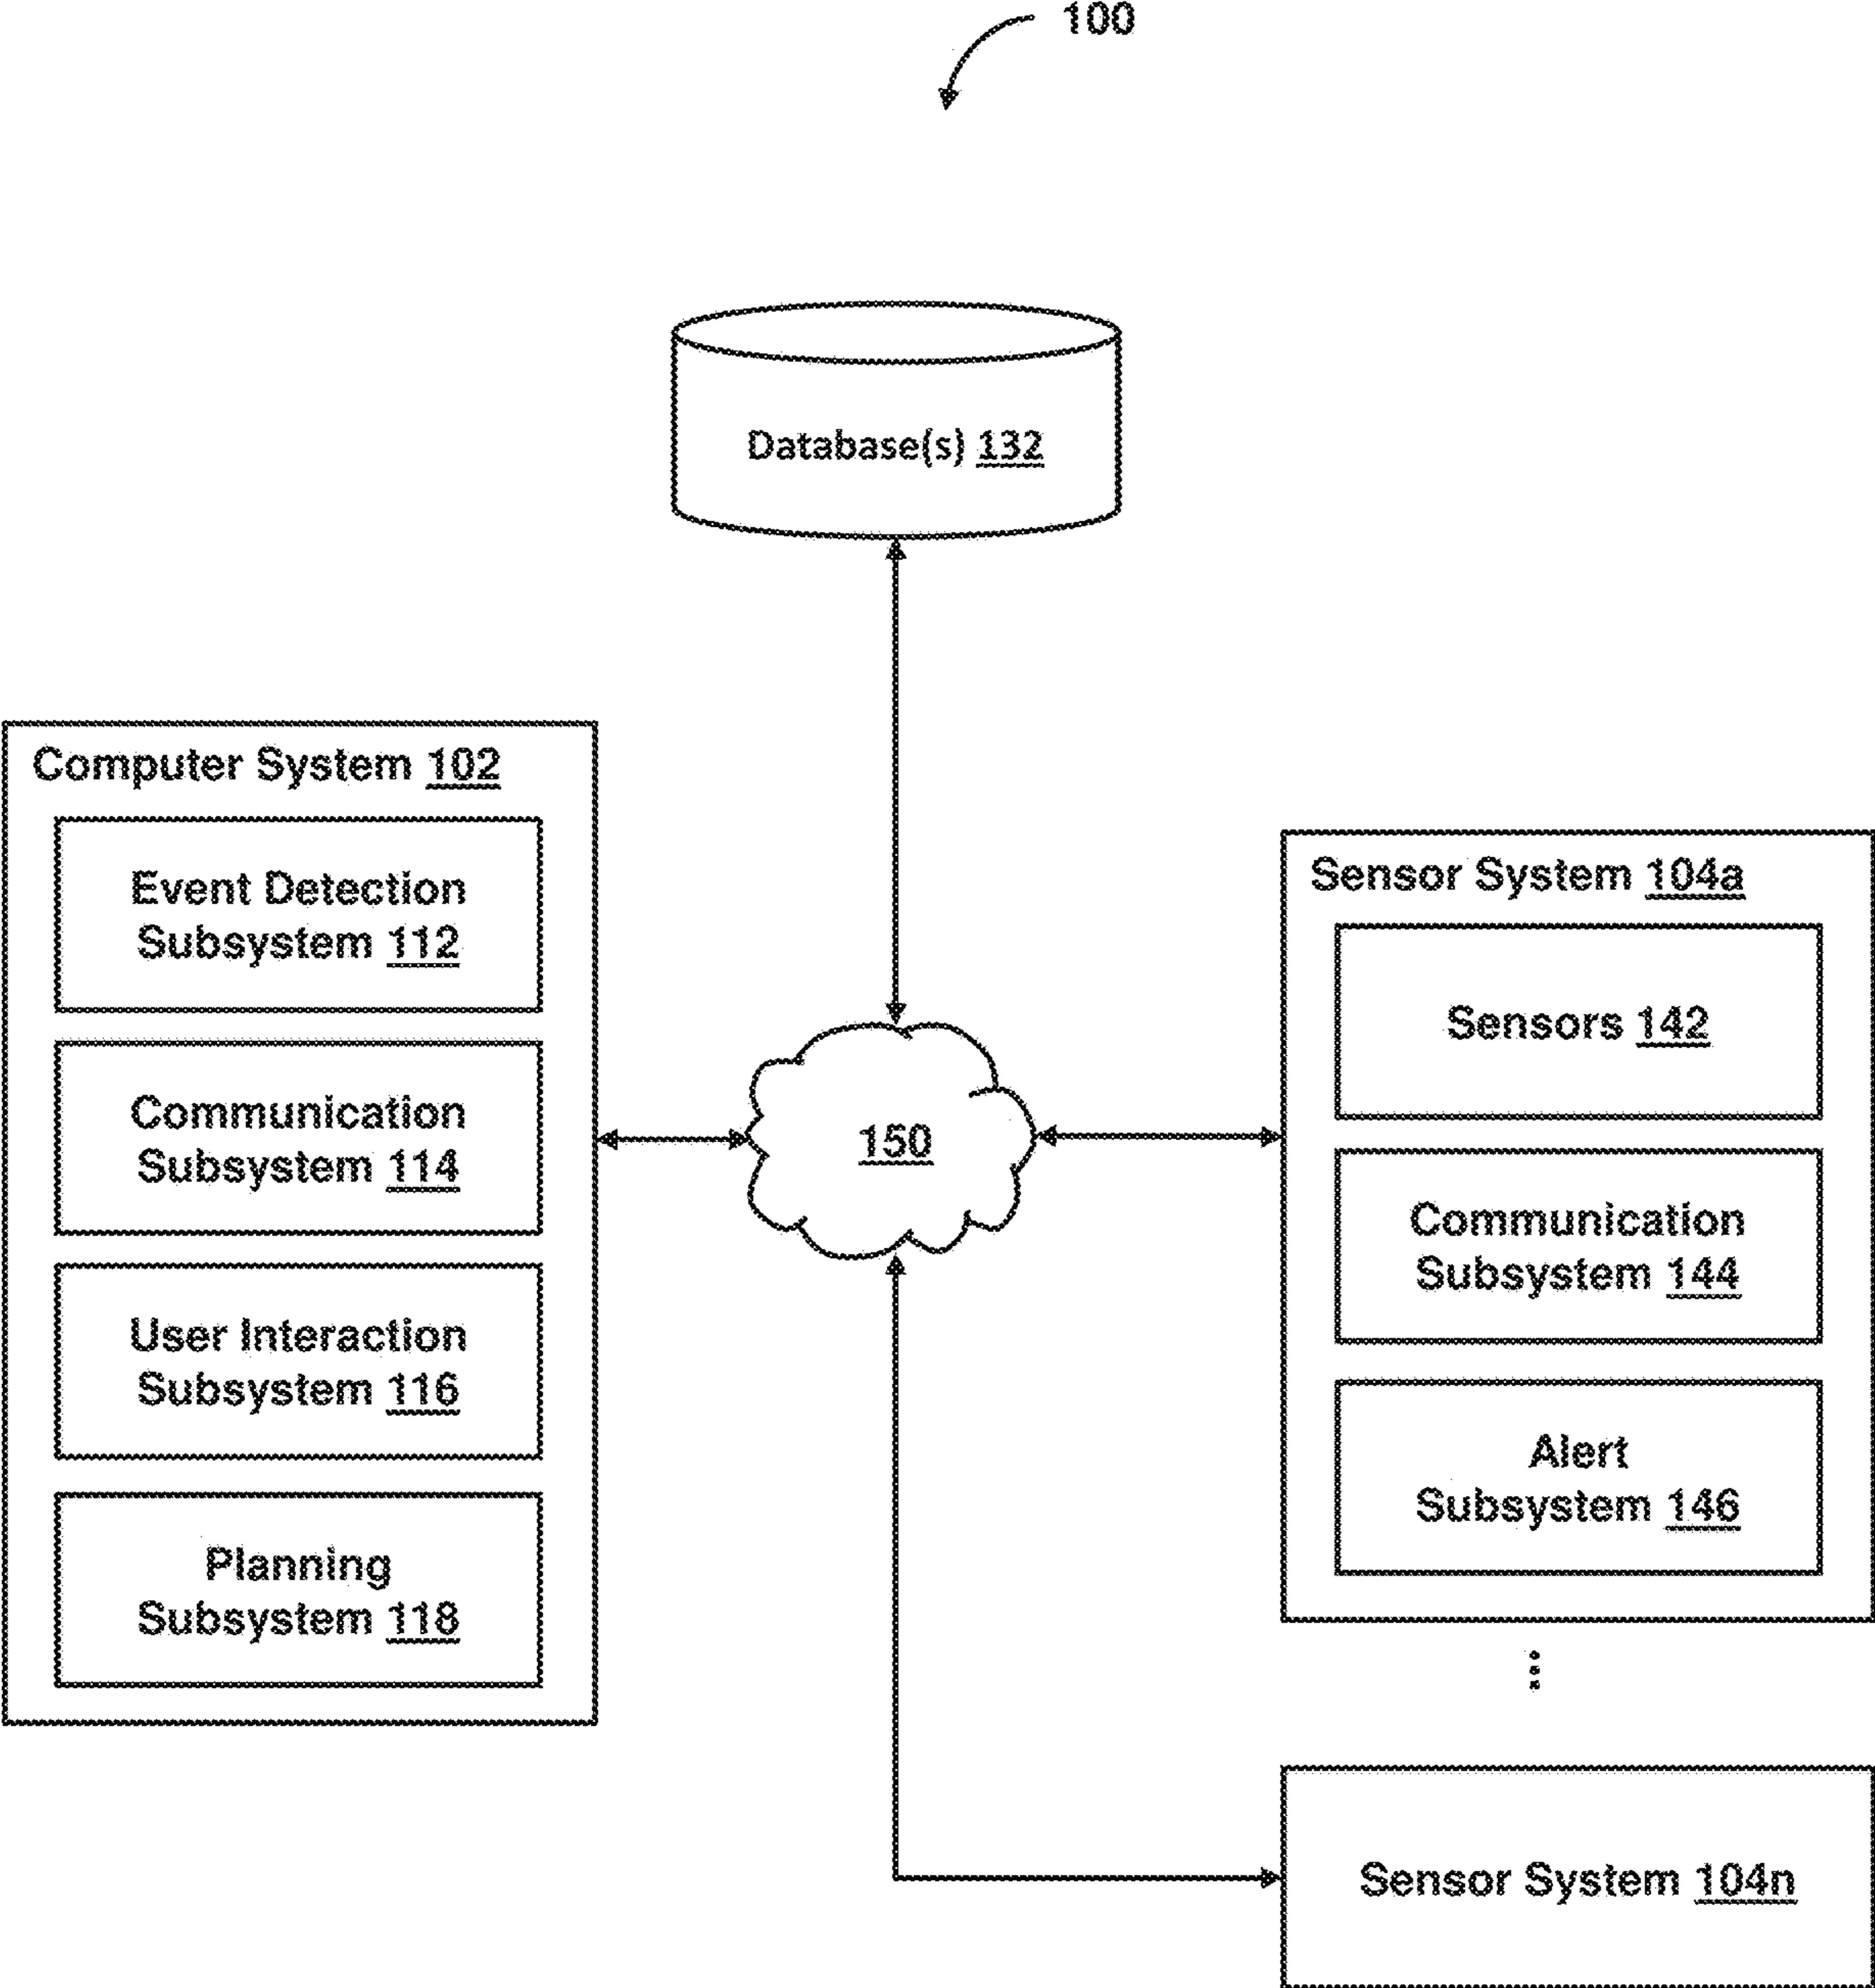 100
Database(s) 132
Computer System 102
Event Detection
Subsystem 112
Communication
Subsystem 114
User Interaction
Subsystem 116
Planning
Subsystem 118
150
Sensor System 104a
Sensors 142
Communication
Subsystem 144
Alert
Subsystem 146
Sensor System 104n